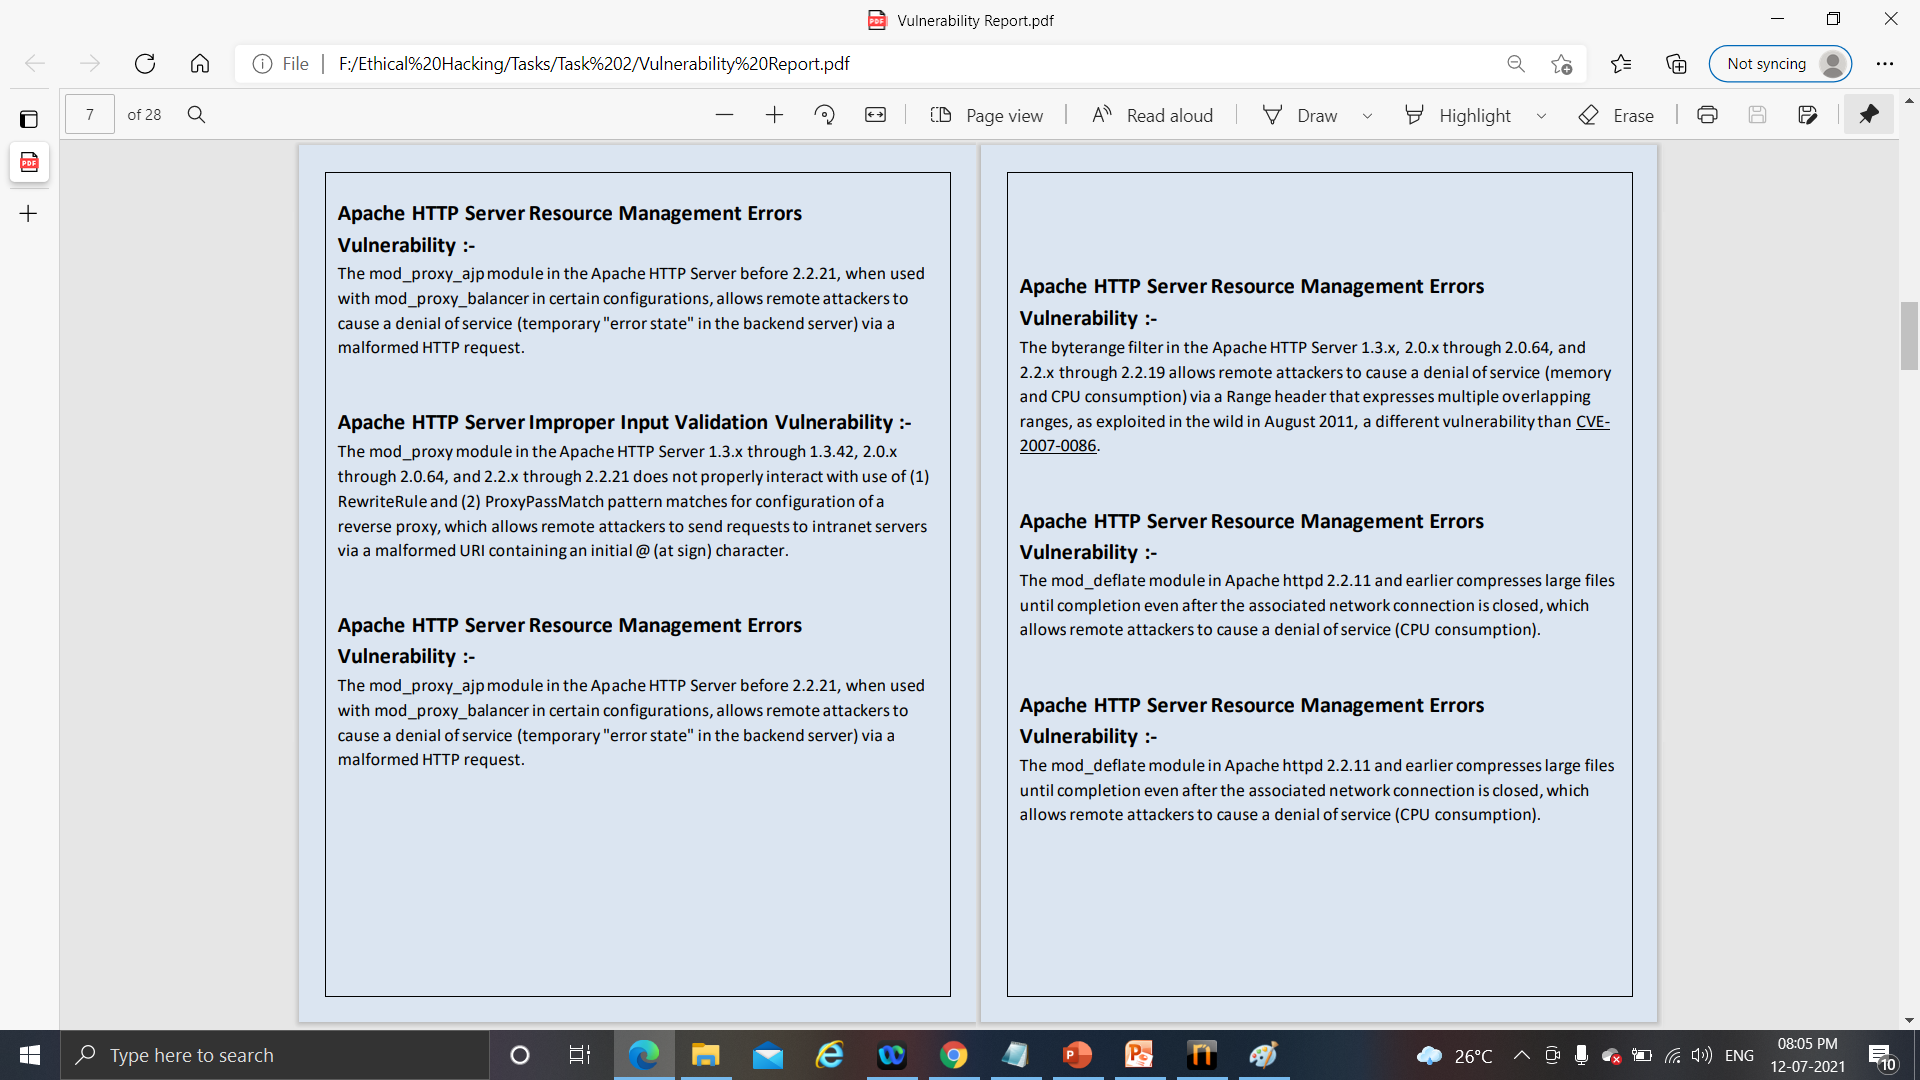 Vulnerability Report.pdf
File
F:/Ethical%20Hacking/Tasks/Task%202/Vulnerability%20Report.pdf
Not syncing
7 of 28
Page view
Read aloud
Draw
Highlight
Erase
Apache HTTP Server Resource Management Errors
Vulnerability :-
The mod_proxy_ajp module in the Apache HTTP Server before 2.2.21, when used
with mod_proxy_balancer in certain configurations, allows remote attackers to
cause a denial of service (temporary "error state" in the backend server) via a
malformed HTTP request.
Apache HTTP Server Improper Input Validation Vulnerability :-
The mod_proxy module in the Apache HTTP Server 1.3.x through 1.3.42, 2.0.x
through 2.0.64, and 2.2.x through 2.2.21 does not properly interact with use of (1)
RewriteRule and (2) ProxyPassMatch pattern matches for configuration of a
reverse proxy, which allows remote attackers to send requests to intranet servers
via a malformed URI containing an initial @ (at sign) character.
Apache HTTP Server Resource Management Errors
Vulnerability :-
The mod_proxy_ajp module in the Apache HTTP Server before 2.2.21, when used
with mod_proxy_balancer in certain configurations, allows remote attackers to
cause a denial of service (temporary "error state" in the backend server) via a
malformed HTTP request.
Apache HTTP Server Resource Management Errors
Vulnerability :-
The byterange filter in the Apache HTTP Server 1.3.x, 2.0.x through 2.0.64, and
2.2.x through 2.2.19 allows remote attackers to cause a denial of service (memory
and CPU consumption) via a Range header that expresses multiple overlapping
ranges, as exploited in the wild in August 2011, a different vulnerability than CVE-
2007-0086.
Apache HTTP Server Resource Management Errors
Vulnerability :-
The mod_deflate module in Apache httpd 2.2.11 and earlier compresses large files
until completion even after the associated network connection is closed, which
allows remote attackers to cause a denial of service (CPU consumption).
Apache HTTP Server Resource Management Errors
Vulnerability :-
The mod_deflate module in Apache httpd 2.2.11 and earlier compresses large files
until completion even after the associated network connection is closed, which
allows remote attackers to cause a denial of service (CPU consumption).
Type here to search
26°C
ENG
08:05 PM
12-07-2021
10